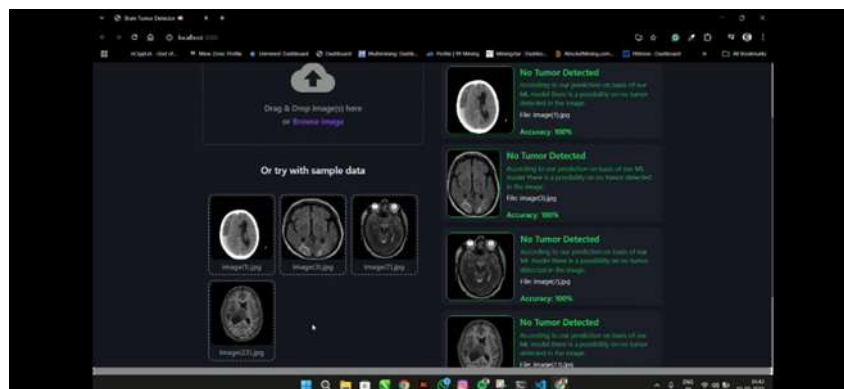 Brain Tumor Detector
localhost
Dashboard
All Bookmarks
Drag & Drop image(s) here
or Browse image
Or try with sample data
image(1).jpg
image(3).jpg
image(7).jpg
image(23).jpg
No Tumor Detected
According to our prediction on basis of our
ML model there is a possibility on no tumor
detected in the image.
File: image(1).jpg
Accuracy: 100%
No Tumor Detected
According to our prediction on basis of our ML
model there is a possibility on no tumor detected
in the image.
File: image(3).jpg
Accuracy: 100%
No Tumor Detected
According to our prediction on basis of our
ML model there is a possibility on no tumor
detected in the image.
File: image(7).jpg
Accuracy: 100%
No Tumor Detected
According to our prediction on basis of our
ML model there is a possibility on no tumor
detected in the image.
ENG